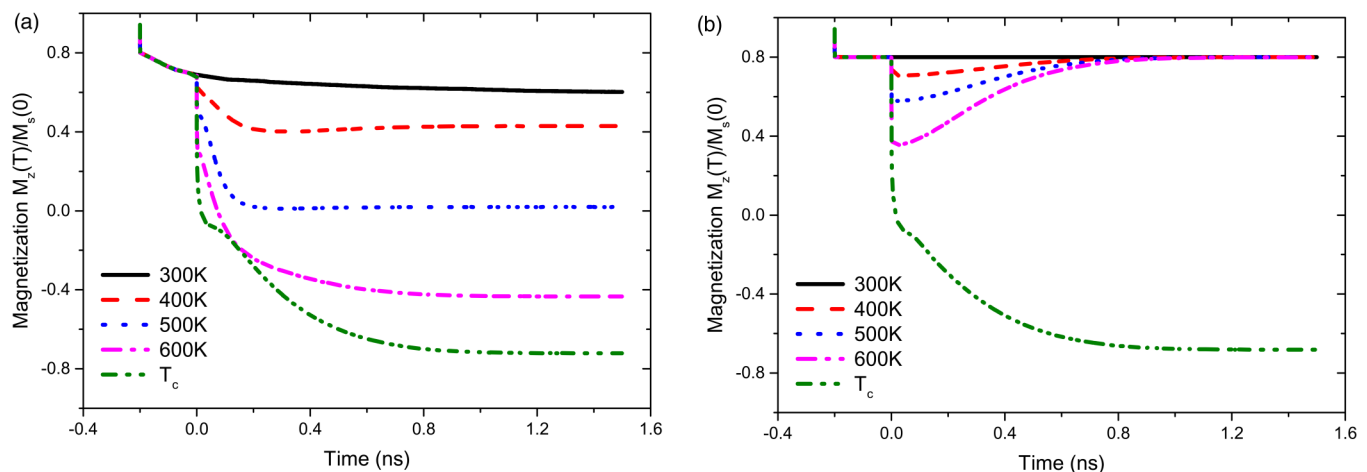 (a)
Magnetization M_z(T)/M_s(0)
0.8
0.4
0.0
-0.4
-0.8
300K
400K
500K
600K
T_c
-0.4 0.0 0.4 0.8 1.2 1.6
Time (ns)
(b)
Magnetization M_z(T)/M_s(0)
0.8
0.4
0.0
-0.4
-0.8
300K
400K
500K
600K
T_c
-0.4 0.0 0.4 0.8 1.2 1.6
Time (ns)